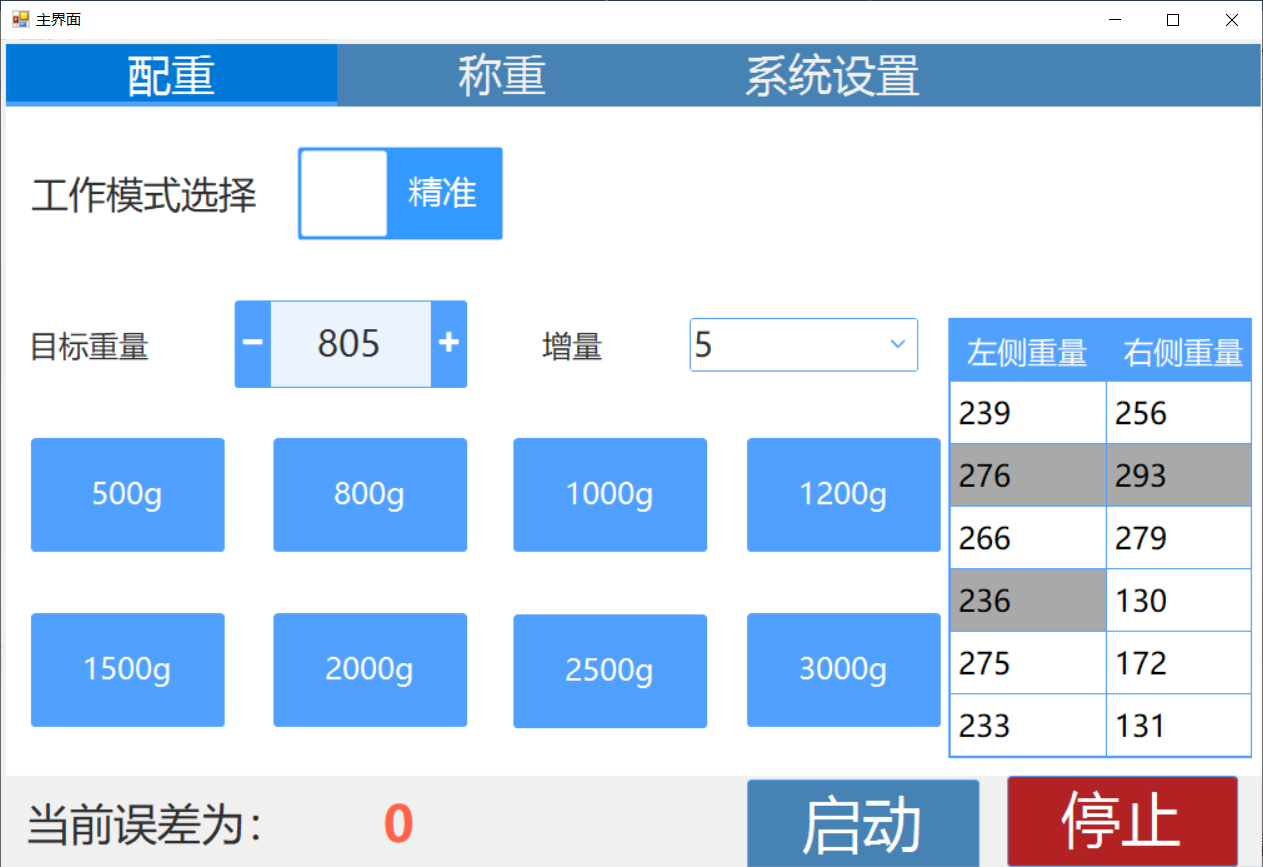 主界面
配重 称重 系统设置
工作模式选择 精准
目标重量 − 805 + 增量 5
左侧重量 右侧重量
239 256
276 293
266 279
236 130
275 172
233 131
500g 800g 1000g 1200g
1500g 2000g 2500g 3000g
当前误差为： 0 启动 停止